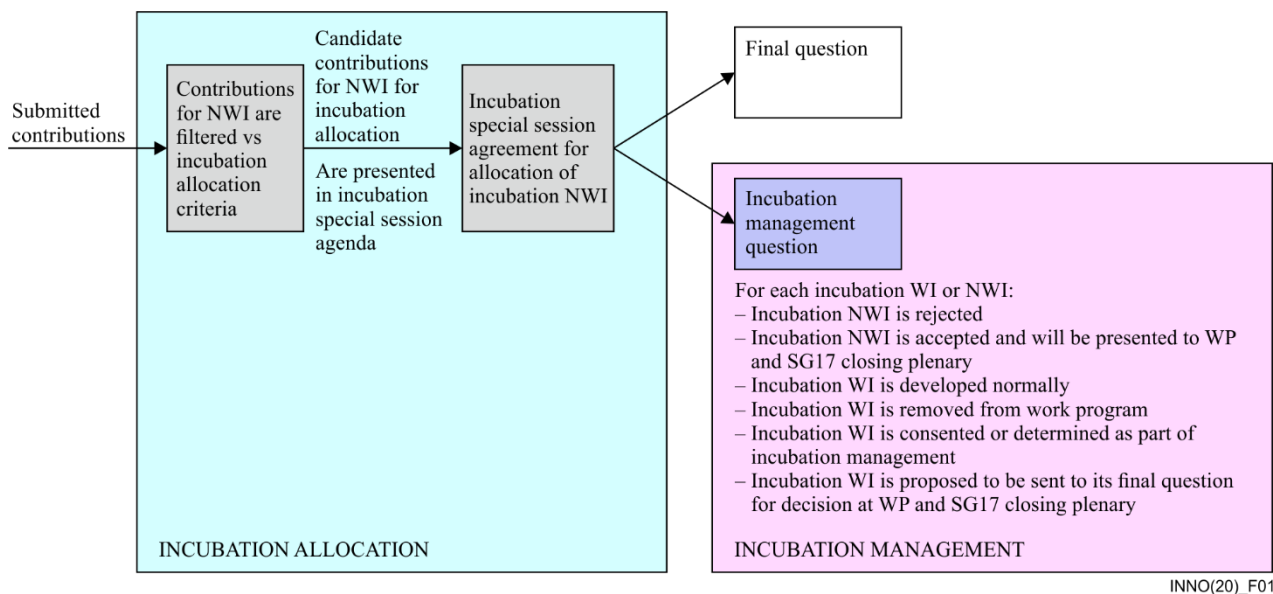 Submitted
contributions
Contributions
for NWI are
filtered vs
incubation
allocation
criteria
Candidate
contributions
for NWI for
incubation
allocation
Are presented
in incubation
special session
agenda
Incubation
special session
agreement for
allocation of
incubation NWI
INCUBATION ALLOCATION
Final question
Incubation
management
question
For each incubation WI or NWI:
– Incubation NWI is rejected
– Incubation NWI is accepted and will be presented to WP
and SG17 closing plenary
– Incubation WI is developed normally
– Incubation WI is removed from work program
– Incubation WI is consented or determined as part of
incubation management
– Incubation WI is proposed to be sent to its final question
for decision at WP and SG17 closing plenary
INCUBATION MANAGEMENT
INNO(20)_F01